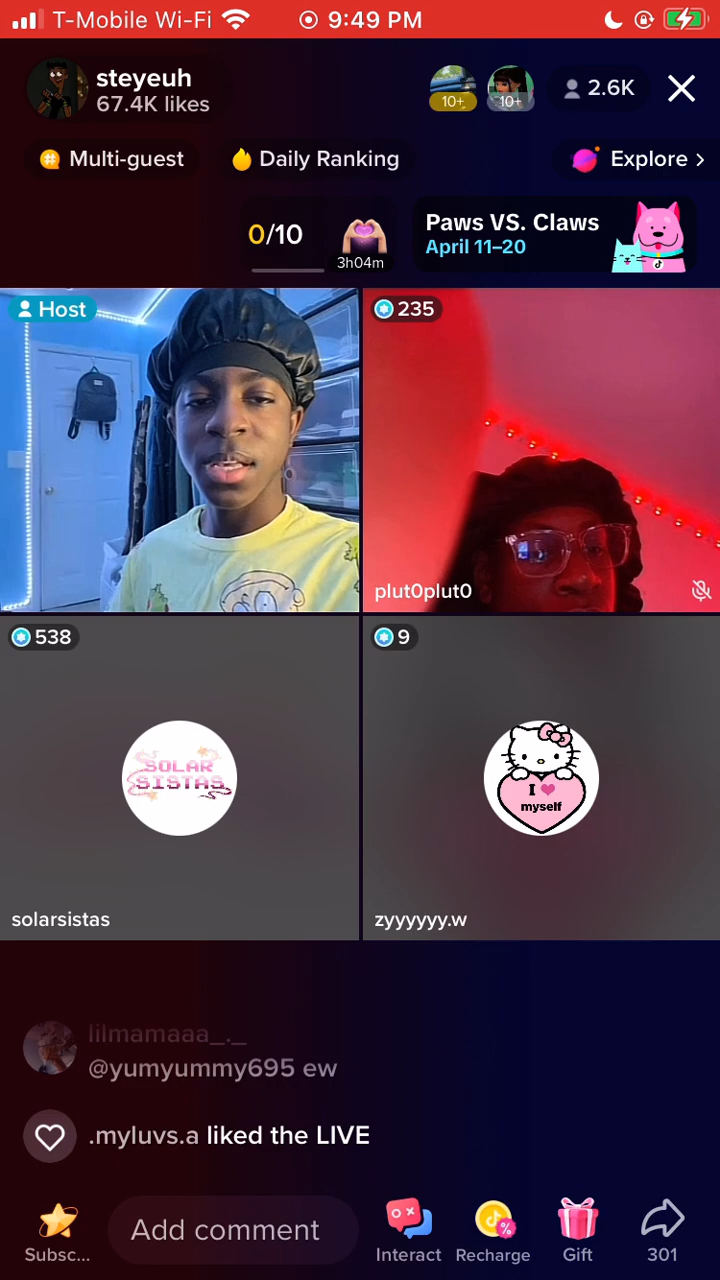 T-Mobile Wi-Fi
9:49 PM
steyeuh
67.4K likes
10+
10+
2.6K
Multi-guest
Daily Ranking
Explore
0/10
3h04m
Paws VS. Claws
April 11–20
Host
235
plut0plut0
538
SOLAR
SISTAS
solarsistas
9
I
myself
zyyyyyy.w
lilmamaaa_._
@yumyummy695 ew
.myluvs.a liked the LIVE
Subsc...
Add comment
Interact
Recharge
Gift
301